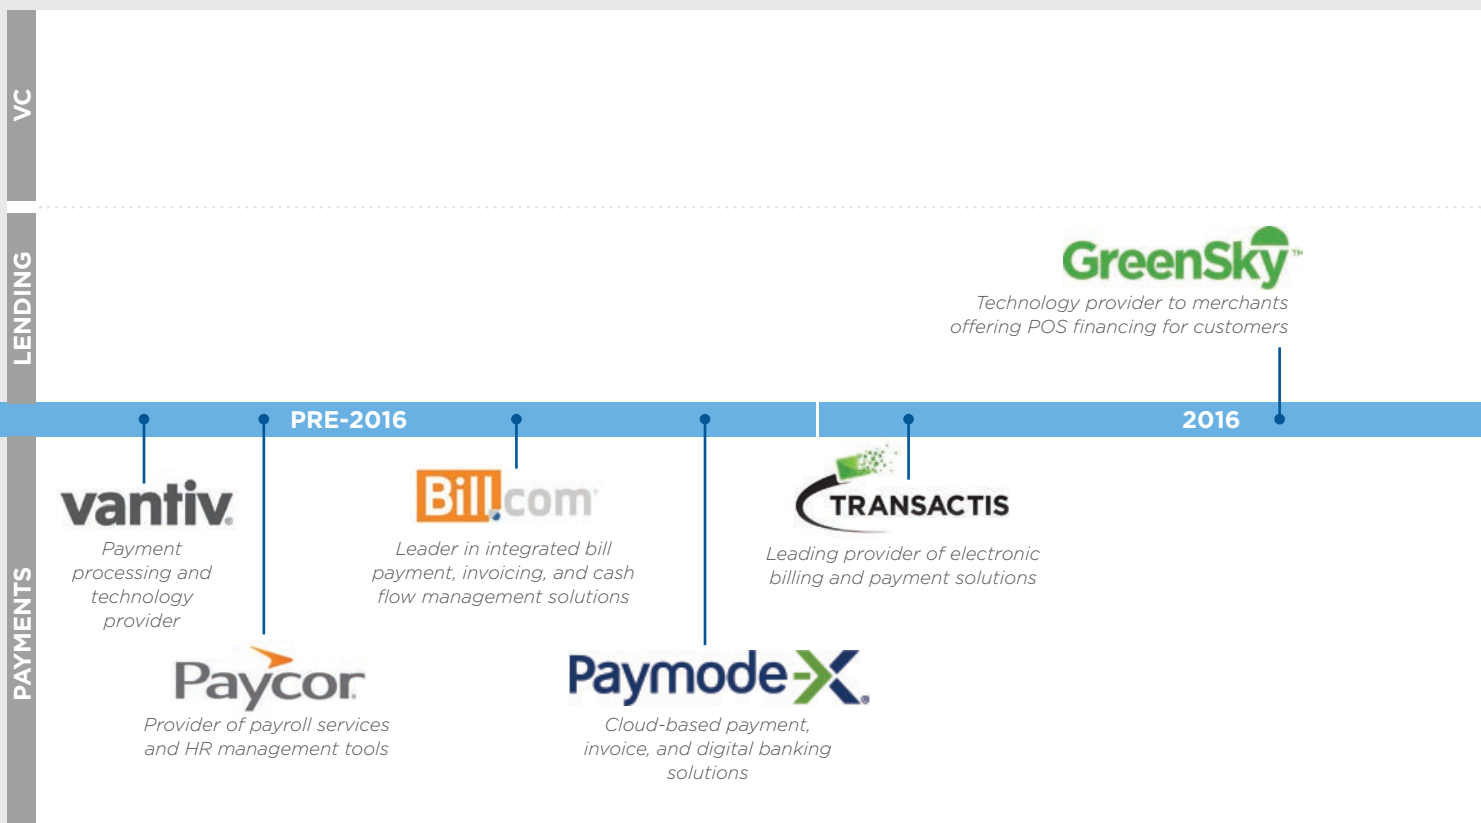 VC
LENDING
GreenSky™
Technology provider to merchants
offering POS financing for customers
PRE-2016
2016
PAYMENTS
vantiv.
Payment
processing and
technology
provider
Paycor.
Provider of payroll services
and HR management tools
Bill.com
Leader in integrated bill
payment, invoicing, and cash
flow management solutions
Paymode-X®
Cloud-based payment,
invoice, and digital banking
solutions
TRANSACTIS
Leading provider of electronic
billing and payment solutions